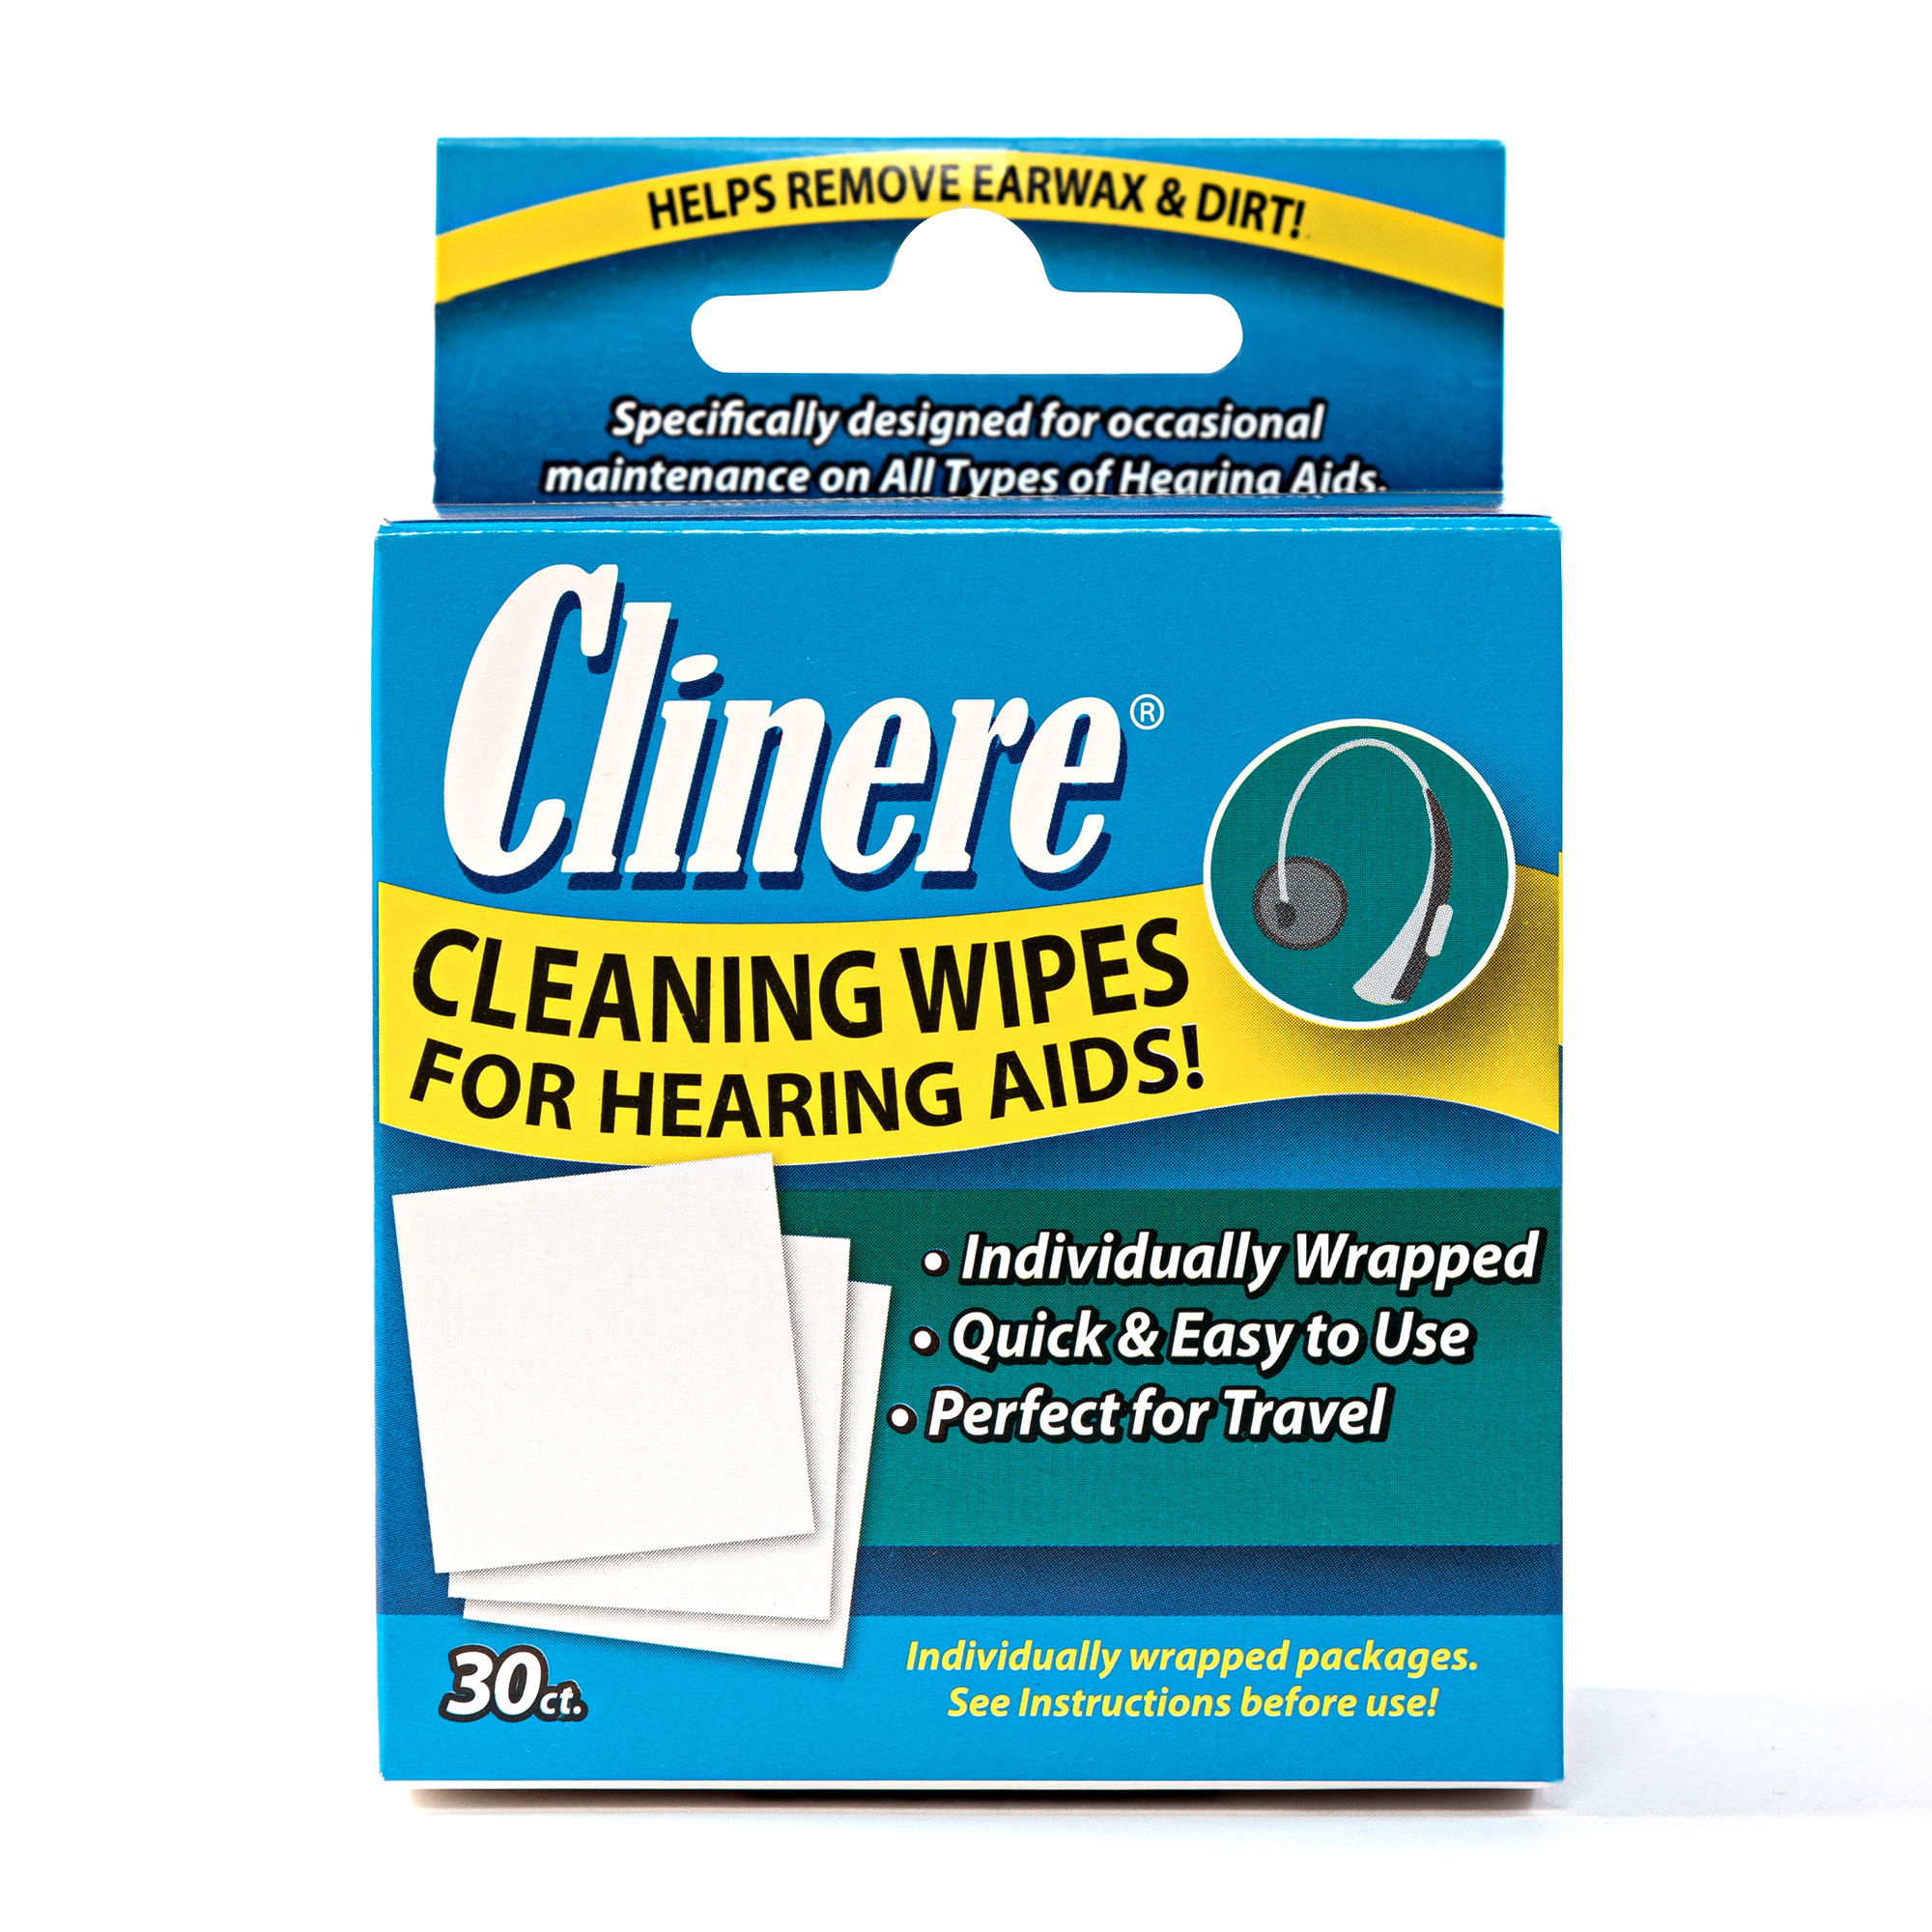 HELPS REMOVE EARWAX & DIRT!
Specifically designed for occasional
maintenance on All Types of Hearing Aids.
Clinere®
CLEANING WIPES
FOR HEARING AIDS!
• Individually Wrapped
• Quick & Easy to Use
• Perfect for Travel
30ct.
Individually wrapped packages.
See Instructions before use!